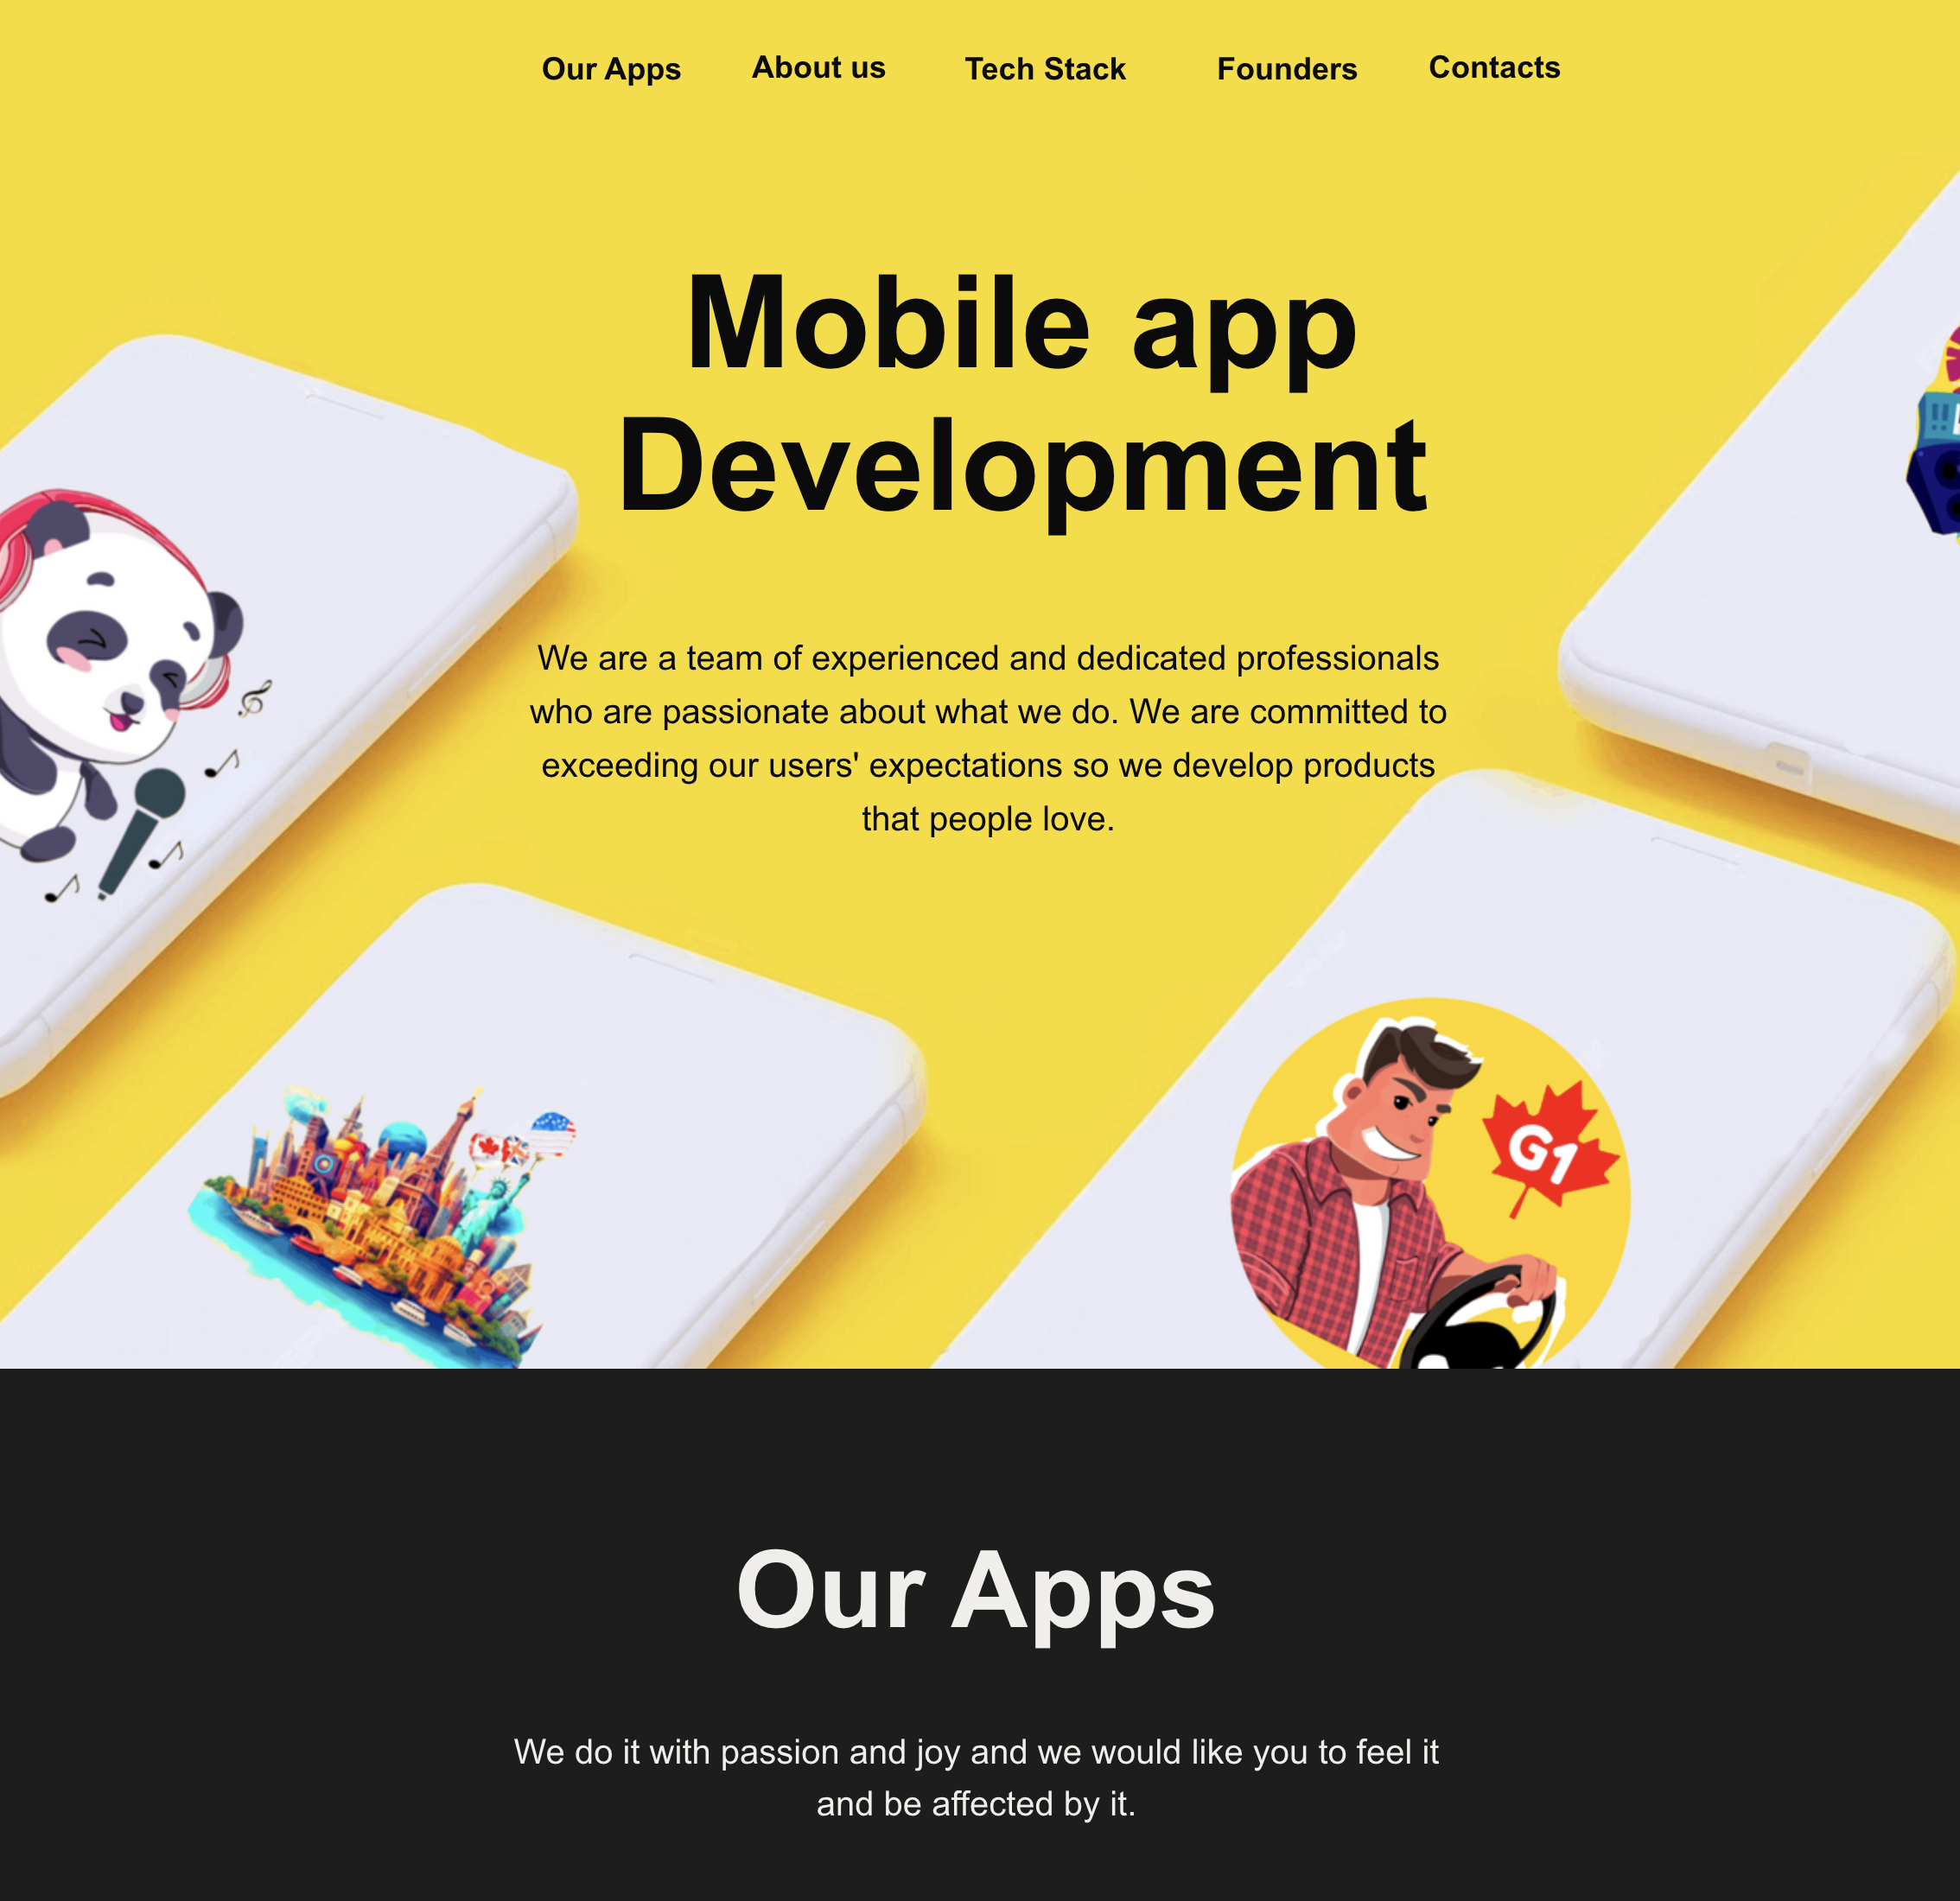 Our Apps About us Tech Stack Founders Contacts
Mobile app
Development
We are a team of experienced and dedicated professionals
who are passionate about what we do. We are committed to
exceeding our users' expectations so we develop products
that people love.
G1
Our Apps
We do it with passion and joy and we would like you to feel it
and be affected by it.